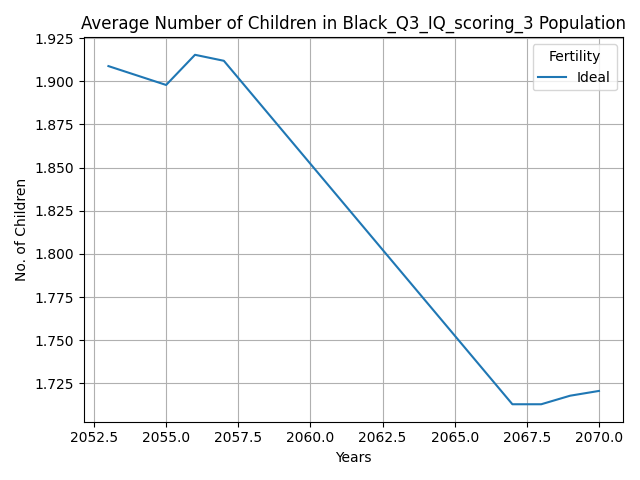 Average Number of Children in Black_Q3_IQ_scoring_3 Population
Fertility
Ideal
No. of Children
1.925
1.900
1.875
1.850
1.825
1.800
1.775
1.750
1.725
2052.5 2055.0 2057.5 2060.0 2062.5 2065.0 2067.5 2070.0
Years